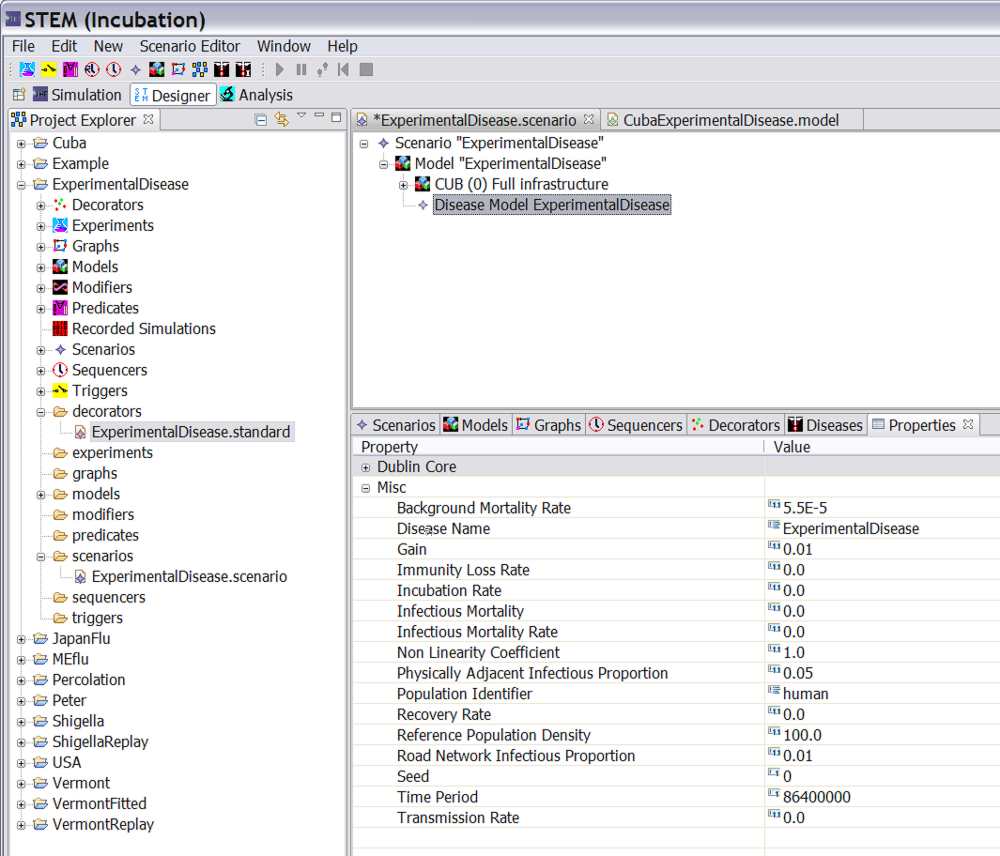 STEM (Incubation)
File Edit New Scenario Editor Window Help
Simulation Designer Analysis
Project Explorer
Cuba
Example
ExperimentalDisease
Decorators
Experiments
Graphs
Models
Modifiers
Predicates
Recorded Simulations
Scenarios
Sequencers
Triggers
decorators
ExperimentalDisease.standard
experiments
graphs
models
modifiers
predicates
scenarios
ExperimentalDisease.scenario
sequencers
triggers
JapanFlu
MEflu
Percolation
Peter
Shigella
ShigellaReplay
USA
Vermont
VermontFitted
VermontReplay
*ExperimentalDisease.scenario CubaExperimentalDisease.model
Scenario "ExperimentalDisease"
Model "ExperimentalDisease"
CUB (0) Full infrastructure
Disease Model ExperimentalDisease
Scenarios Models Graphs Sequencers Decorators Diseases Properties
Property Value
Dublin Core
Misc
Background Mortality Rate 5.5E-5
Disease Name ExperimentalDisease
Gain 0.01
Immunity Loss Rate 0.0
Incubation Rate 0.0
Infectious Mortality 0.0
Infectious Mortality Rate 0.0
Non Linearity Coefficient 1.0
Physically Adjacent Infectious Proportion 0.05
Population Identifier human
Recovery Rate 0.0
Reference Population Density 100.0
Road Network Infectious Proportion 0.01
Seed 0
Time Period 86400000
Transmission Rate 0.0